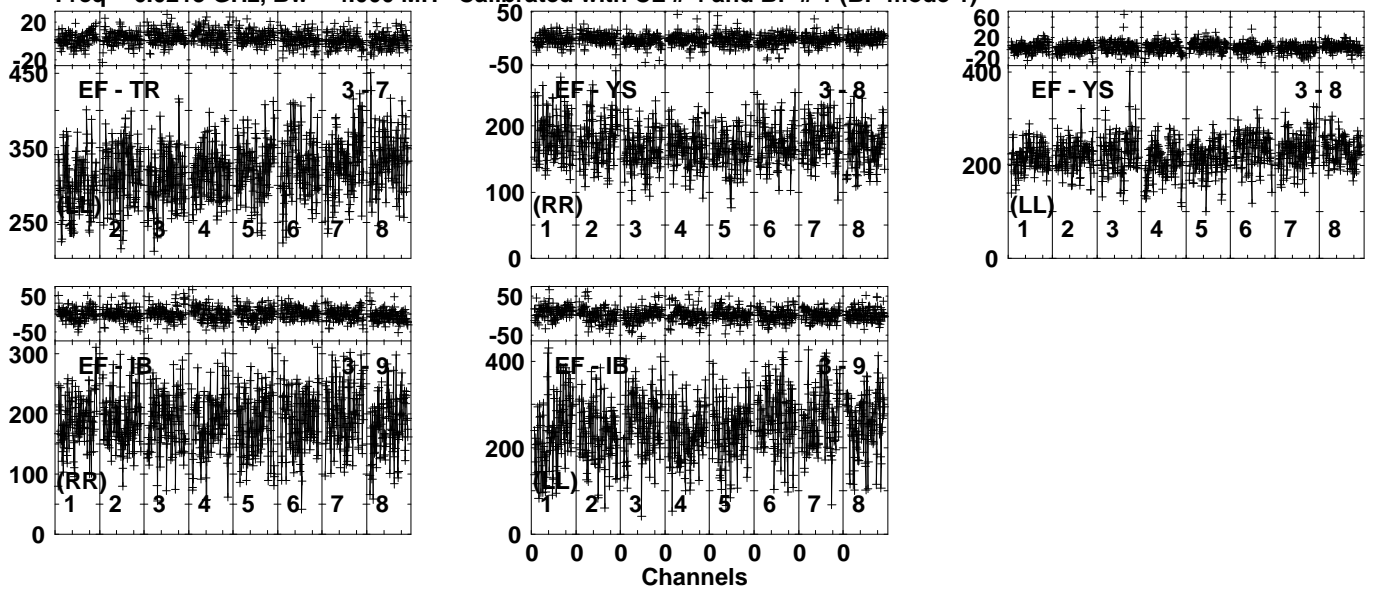 Freq GHz, Calibrated with and (BP mode
20
-20
450
350
250
EF - TR
3 - 7
(LL)
1 2 3 4 5 6 7 8
50
-50
200
100
0
EF - YS
3 - 8
(RR)
1 2 3 4 5 6 7 8
60
20
-20
400
200
0
EF - YS
3 - 8
(LL)
1 2 3 4 5 6 7 8
50
-50
300
200
100
0
EF - IB
3 - 9
(RR)
1 2 3 4 5 6 7 8
50
-50
400
200
0
EF - IB
3 - 9
(LL)
1 2 3 4 5 6 7 8
0 0 0 0 0 0 0 0
Channels